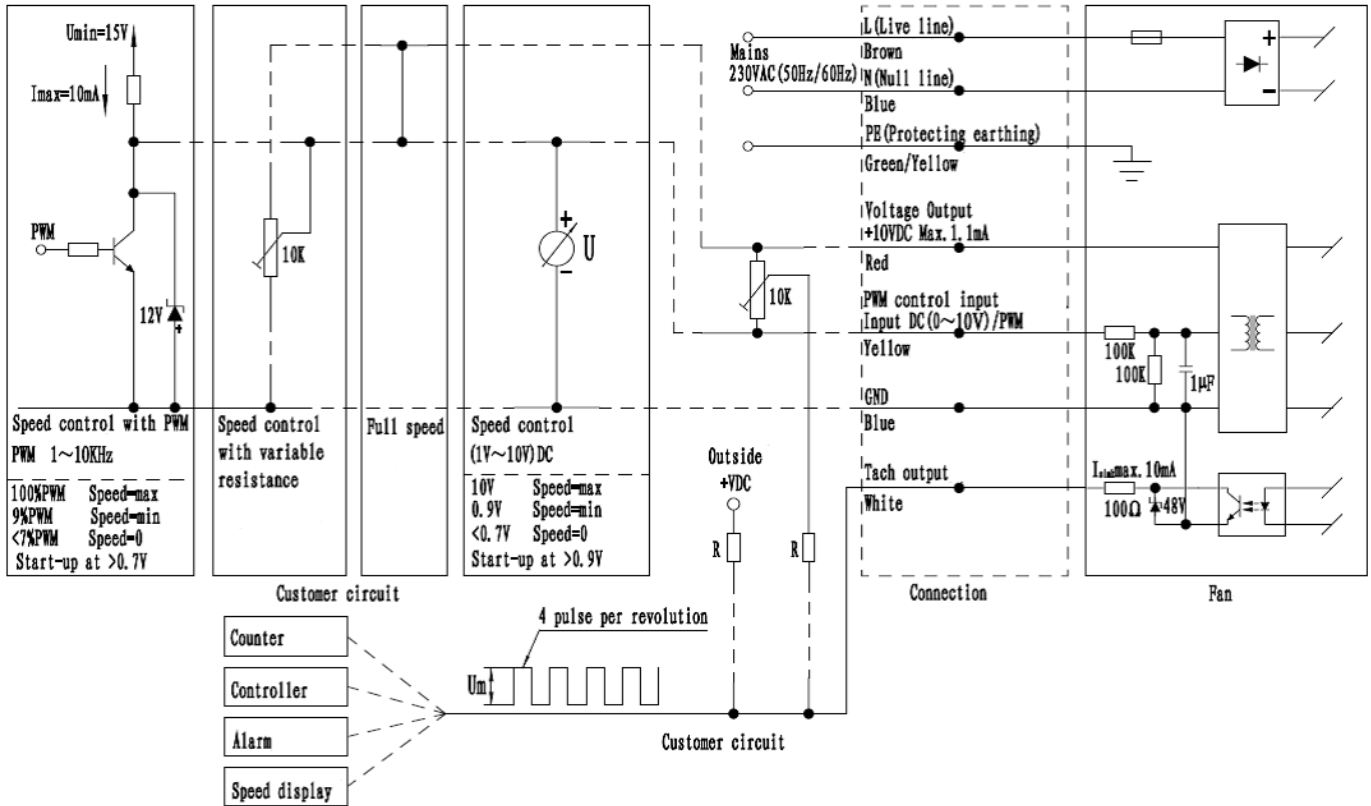 Umin=15V
Imax=10mA
PWM
12V
Speed control with PWM
PWM 1～10KHz
100%PWM Speed=max
9%PWM Speed=min
<7%PWM Speed=0
Start-up at >0.7V
10K
Speed control
with variable
resistance
Full speed
+
U
−
Speed control
(1V～10V)DC
10V Speed=max
0.9V Speed=min
<0.7V Speed=0
Start-up at >0.9V
Customer circuit
Mains
230VAC(50Hz/60Hz)
10K
Outside
+VDC
R
R
L(Live line)
Brown
N(Null line)
Blue
PE(Protecting earthing)
Green/Yellow
Voltage Output
+10VDC Max.1.1mA
Red
PWM control input
Input DC(0～10V)/PWM
Yellow
GND
Blue
Tach output
White
Connection
+
−
100K
100K
1μF
Isink max.10mA
100Ω
48V
Fan
Counter
Controller
Alarm
Speed display
4 pulse per revolution
Um
Customer circuit